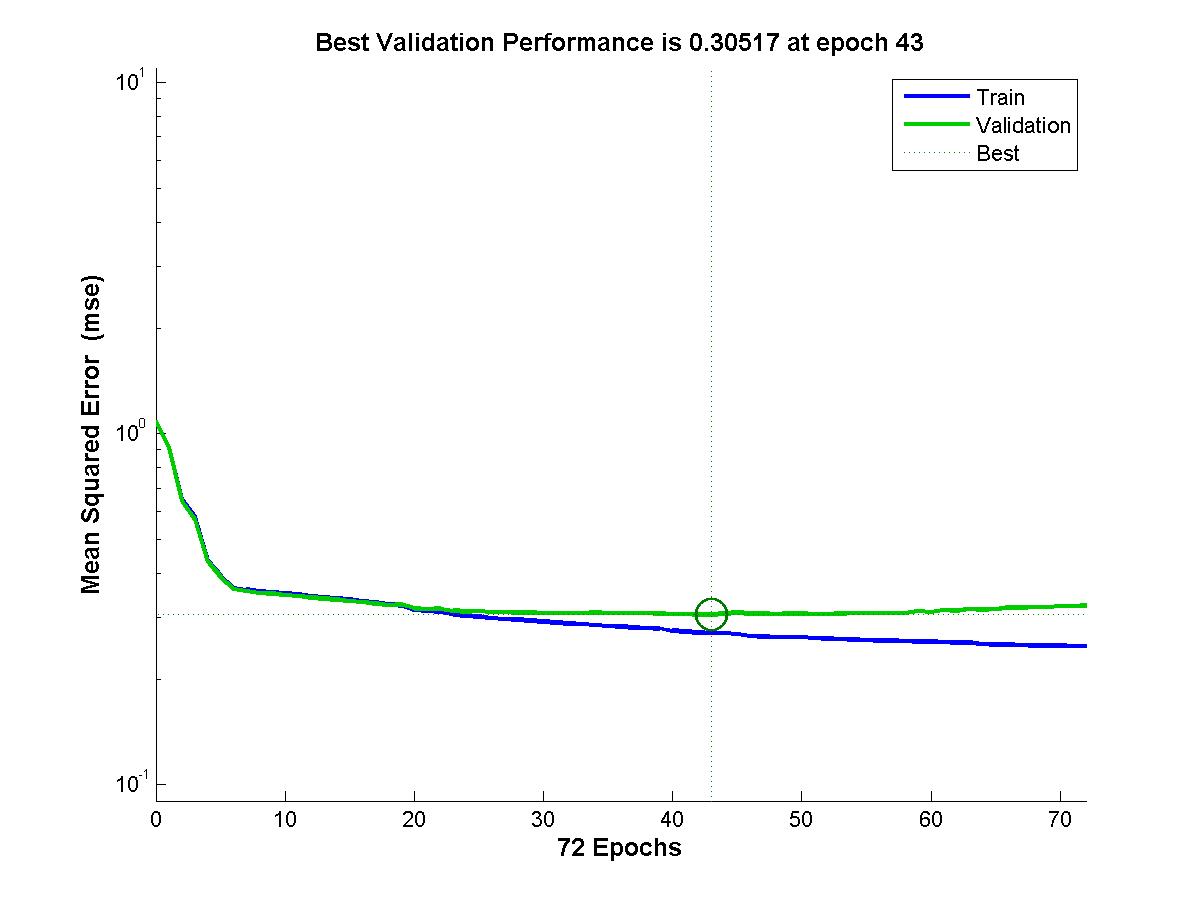 Best Validation Performance is 0.30517 at epoch 43
10^1
Train
Validation
Best
Mean Squared Error (mse)
10^0
10^-1
0 10 20 30 40 50 60 70
72 Epochs